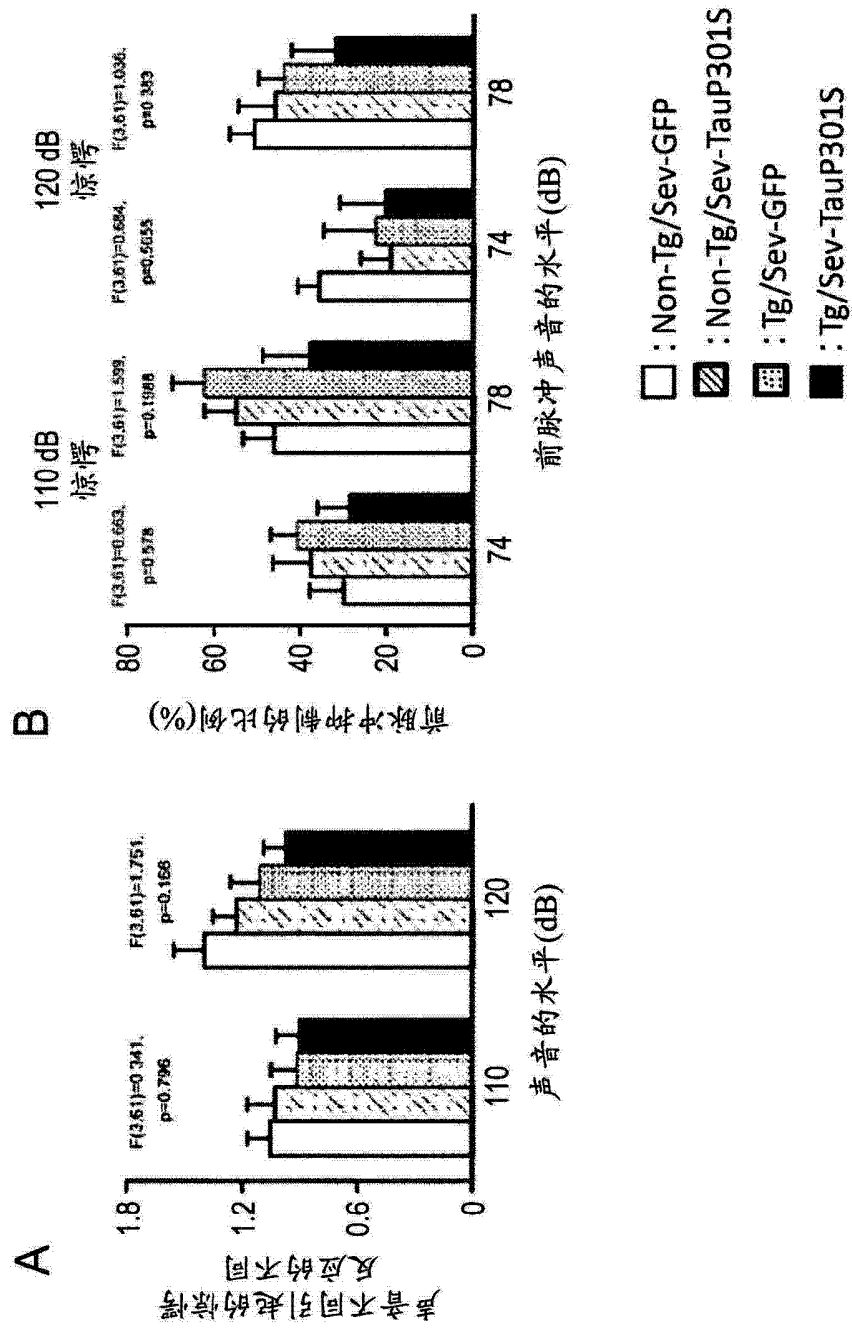 A
声音不同引起的惊愕
反应的不同
1.8
1.2
0.6
0
F(3,61)=0.341,
p=0.796
F(3,61)=1.751,
p=0.166
110
120
声音的水平(dB)
B
前脉冲抑制的比例(%)
80
60
40
20
0
110 dB
惊愕
120 dB
惊愕
F(3,61)=0.663,
p=0.578
F(3,61)=1.599,
p=0.1988
F(3,61)=0.684,
F(3,61)=1.036,
p=0.383
74
78
74
78
前脉冲声音的水平(dB)
: Non-Tg/Sev-GFP
: Non-Tg/Sev-TauP301S
: Tg/Sev-GFP
: Tg/Sev-TauP301S